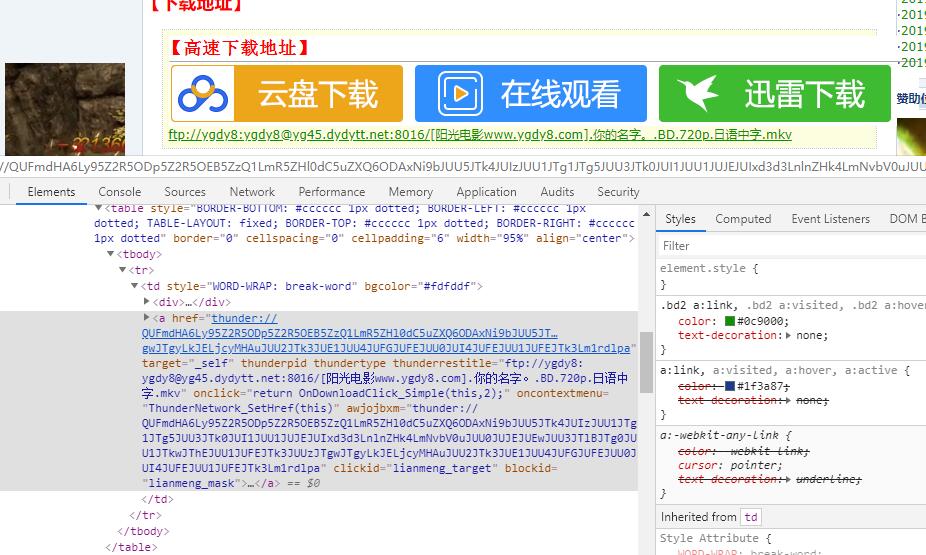 【下载地址】
【高速下载地址】
云盘下载
在线观看
迅雷下载
ftp://ygdy8:ygdy8@yg45.dydytt.net:8016/[阳光电影www.ygdy8.com].你的名字。.BD.720p.日语中字.mkv
·2019
·2019
·2019
·2019
赞助位
Elements Console Sources Network Performance Memory Application Audits Security
▼<table style="BORDER-BOTTOM: #cccccc 1px dotted; BORDER-LEFT: #cccccc 1px
dotted; TABLE-LAYOUT: fixed; BORDER-TOP: #cccccc 1px dotted; BORDER-RIGHT: #cccccc
1px dotted" border="0" cellspacing="0" cellpadding="6" width="95%" align="center">
▼<tbody>
▼<tr>
▼<td style="WORD-WRAP: break-word" bgcolor="#fdfddf">
▶<div>…</div>
▶<a href="thunder://
QUFmdHA6Ly95Z2R5ODp5Z2R5OEB5ZzQ1LmR5ZHl0dC5uZXQ6ODAxNi9bJUU5JT…
gwJTgyLkJELjcyMHAuJUU2JTk3JUE1JUU4JUFGJUFEJUU0JUI4JUFEJUU1JUFEJTk3Lm1rdlpa"
target="_self" thunderpid thundertype thunderrestitle="ftp://ygdy8:
ygdy8@yg45.dydytt.net:8016/[阳光电影www.ygdy8.com].你的名字。.BD.720p.日语中
字.mkv" onclick="return OnDownloadClick_Simple(this,2);" oncontextmenu=
"ThunderNetwork_SetHref(this)" awjojbxm="thunder://
clickid="lianmeng_target" blockid=
"lianmeng_mask">…</a> == $0
</td>
</tr>
</tbody>
</table>
Styles Computed Event Listeners DOM B
Filter
element.style {
}
.bd2 a:link, .bd2 a:visited, .bd2 a:hover
color: #0c9000;
text-decoration:▶ none;
}
a:link, a:visited, a:hover, a:active {
color: #1f3a87;
text-decoration:▶ none;
}
a:-webkit-any-link {
color: -webkit-link;
cursor: pointer;
text-decoration:▶ underline;
}
Inherited from td
Style Attribute {
WORD-WRAP: break-word;